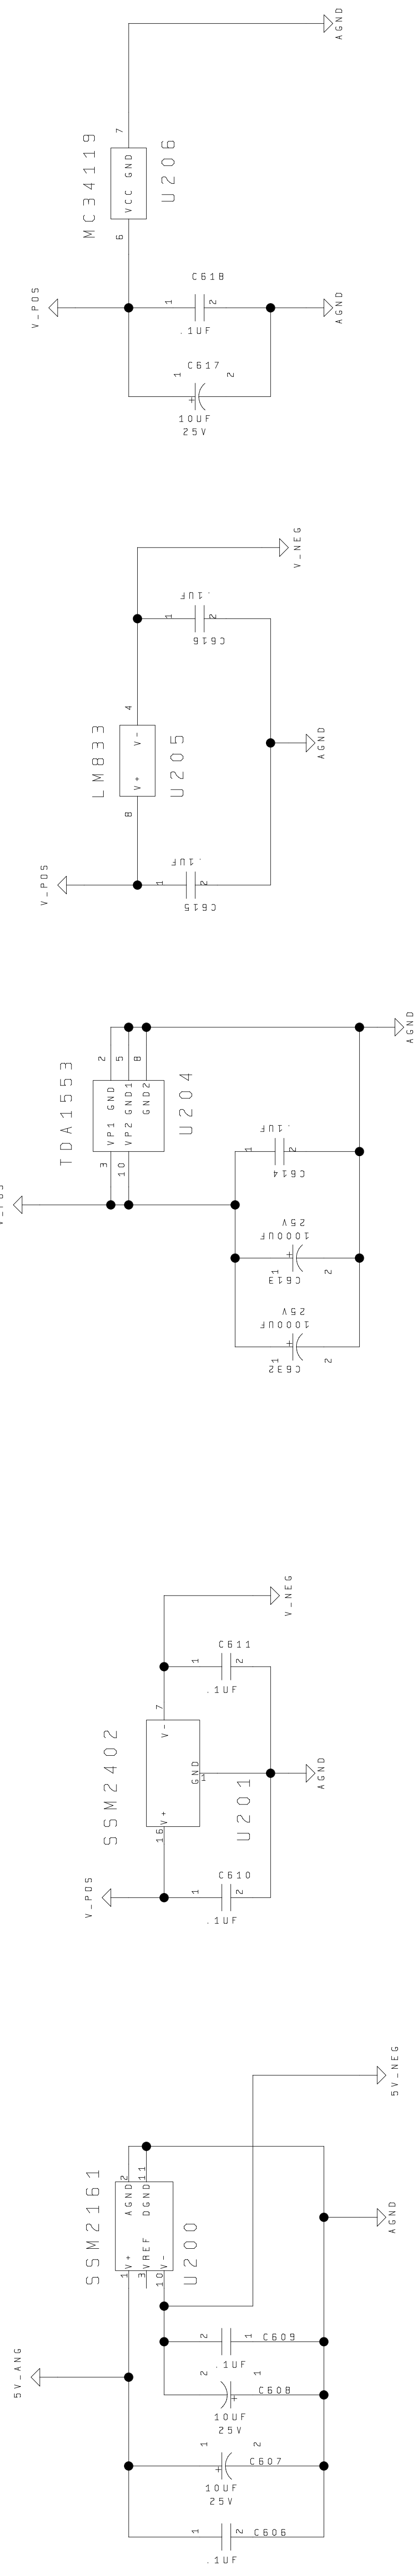 MC34119
VCC GND
U206
6
7
V_POS
AGND
C618
1
2
.1UF
C617
1
2
+
10UF
25V
AGND
LM833
V+ V-
U205
8
4
V_POS
V_NEG
.1UF
1
2
C616
.1UF
1
2
C615
AGND
TDA1553
VP1 GND
VP2 GND1
GND2
U204
3
10
2
5
8
AGND
.1UF
1
2
C614
25V
1000UF
+
1
2
C613
25V
1000UF
+
1
2
C632
SSM2402
V+
V-
GND
1
U201
16
7
V_POS
V_NEG
C611
1
2
.1UF
C610
1
2
.1UF
AGND
SSM2161
V+
AGND
VREF
DGND
V-
U200
1
3
10
2
11
5V_ANG
5V_NEG
AGND
2
1
C609
.1UF
2
1
C608
+
10UF
25V
1
2
C607
+
10UF
25V
1
2
C606
.1UF